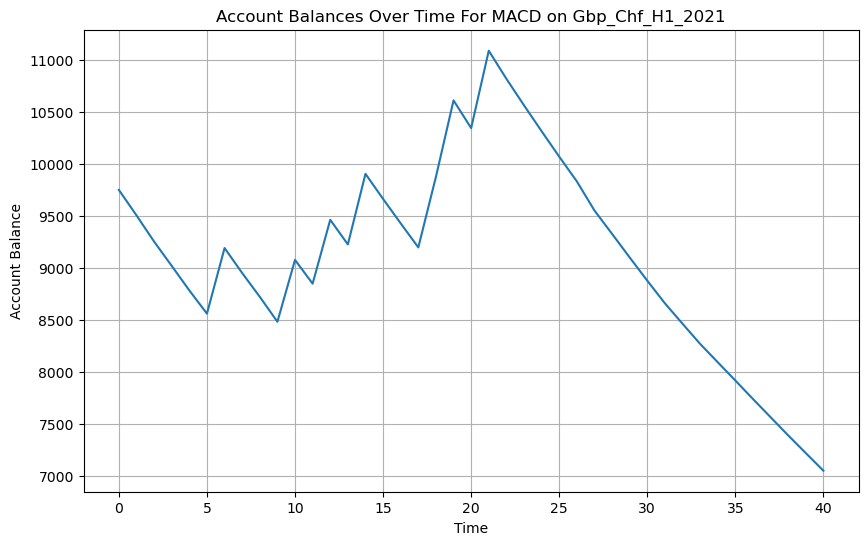 Account Balances Over Time For MACD on Gbp_Chf_H1_2021
11000
10500
10000
9500
9000
8500
8000
7500
7000
Account Balance
0 5 10 15 20 25 30 35 40
Time